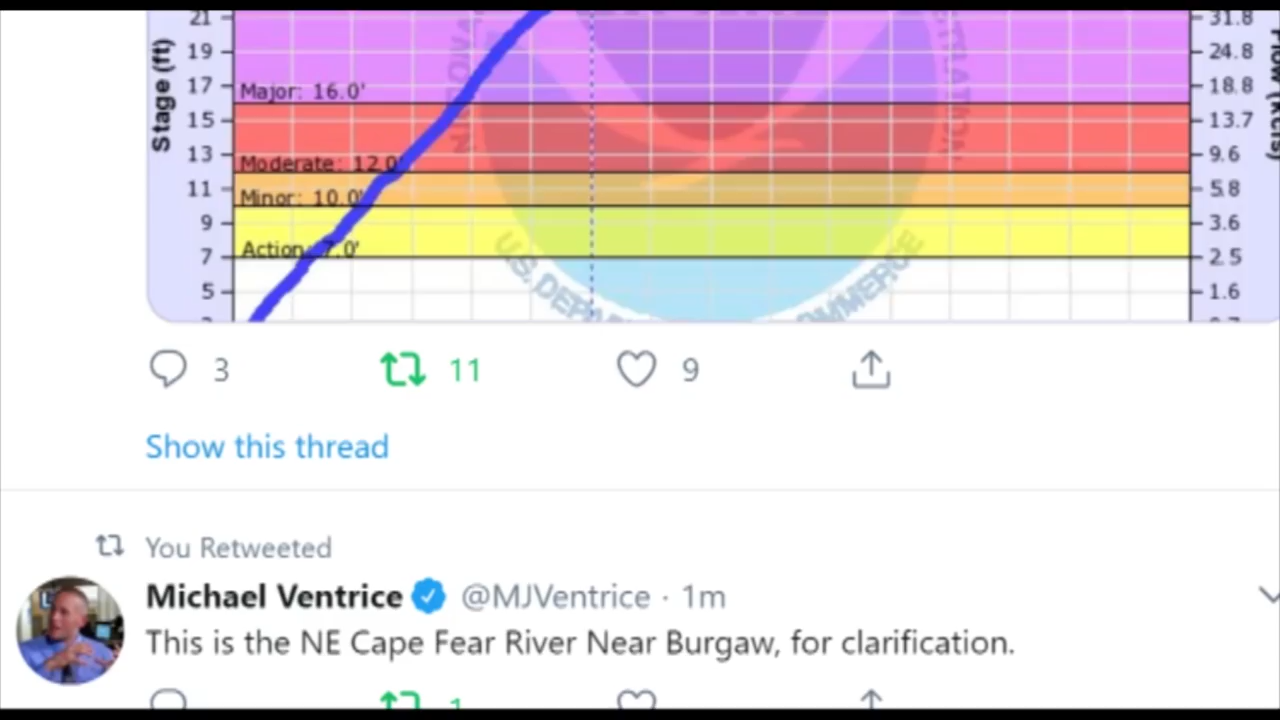 21
31.8
Stage (ft)
19
24.8
17
18.8
Major: 16.0'
15
13.7
13
9.6
Moderate: 12.0'
11
5.8
Minor: 10.0'
9
3.6
Action: 7.0'
7
2.5
5
1.6
U.S. DEPAR
OMMERCE
3
11
9
Show this thread
You Retweeted
Michael Ventrice @MJVentrice · 1m
This is the NE Cape Fear River Near Burgaw, for clarification.
1